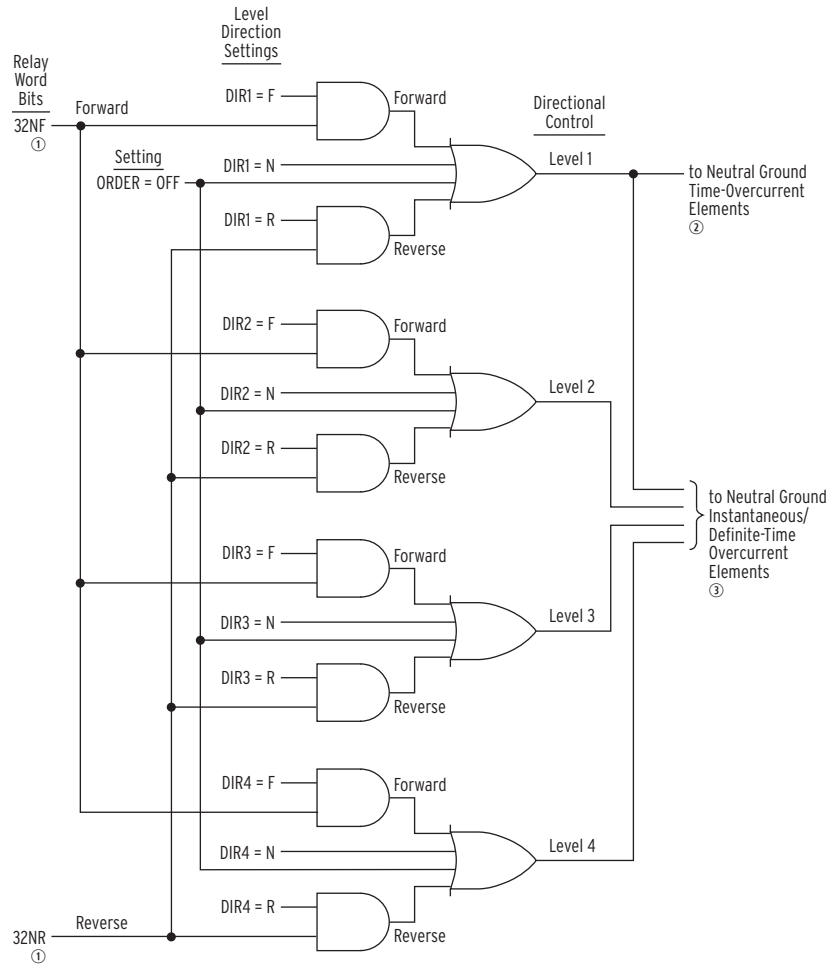 Level
Direction
Settings
Relay
Word
Bits
32NF
①
Forward
Setting
ORDER = OFF
DIR1 = F
Forward
DIR1 = N
DIR1 = R
Reverse
Directional
Control
Level 1
to Neutral Ground
Time-Overcurrent
Elements
②
DIR2 = F
Forward
DIR2 = N
Level 2
DIR2 = R
Reverse
to Neutral Ground
Instantaneous/
Definite-Time
Overcurrent
Elements
③
DIR3 = F
Forward
DIR3 = N
Level 3
DIR3 = R
Reverse
DIR4 = F
Forward
DIR4 = N
Level 4
DIR4 = R
Reverse
32NR
①
Reverse